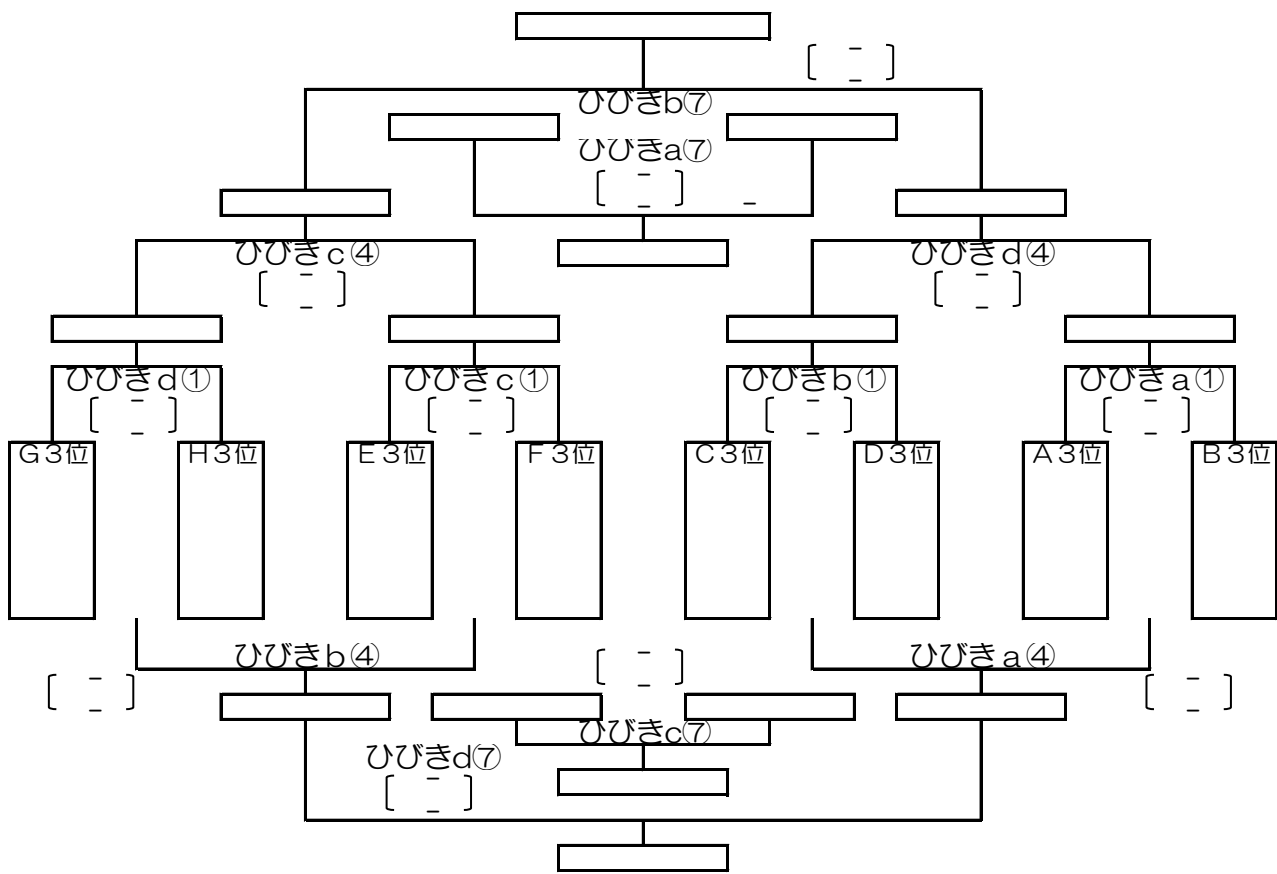 [ - - ]
ひびきb⑦
ひびきa⑦
[ - - ] -
ひびきc④ ひびきd④
[ - - ] [ - - ]
ひびきd① ひびきc① ひびきb① ひびきa①
[ - - ] [ - - ] [ - - ] [ - - ]
G3位 H3位 E3位 F3位 C3位 D3位 A3位 B3位
ひびきb④ [ - - ] ひびきa④
[ - - ] [ - - ]
ひびきc⑦
ひびきd⑦
[ - - ]